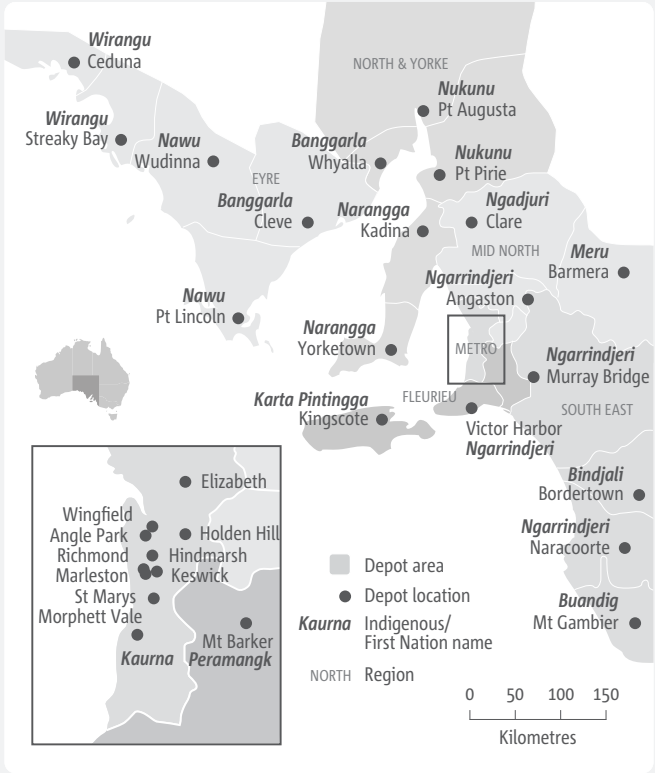 Wirangu
Ceduna
NORTH & YORKE
Nukunu
Pt Augusta
Wirangu
Streaky Bay
Nawu
Wudinna
Banggarla
Whyalla
Nukunu
Pt Pirie
EYRE
Banggarla
Cleve
Narangga
Kadina
Ngadjuri
Clare
MID NORTH
Meru
Barmera
Ngarrindjeri
Angaston
Nawu
Pt Lincoln
Narangga
Yorketown
METRO
Ngarrindjeri
Murray Bridge
Karta Pintingga
Kingscote
FLEURIEU
SOUTH EAST
Victor Harbor
Ngarrindjeri
Bindjali
Bordertown
Ngarrindjeri
Naracoorte
Buandig
Mt Gambier
Elizabeth
Wingfield
Angle Park
Holden Hill
Richmond
Hindmarsh
Marleston
Keswick
St Marys
Morphett Vale
Mt Barker
Kaurna
Peramangk
Depot area
Depot location
Kaurna
Indigenous/
First Nation name
NORTH
Region
0 50 100 150
Kilometres